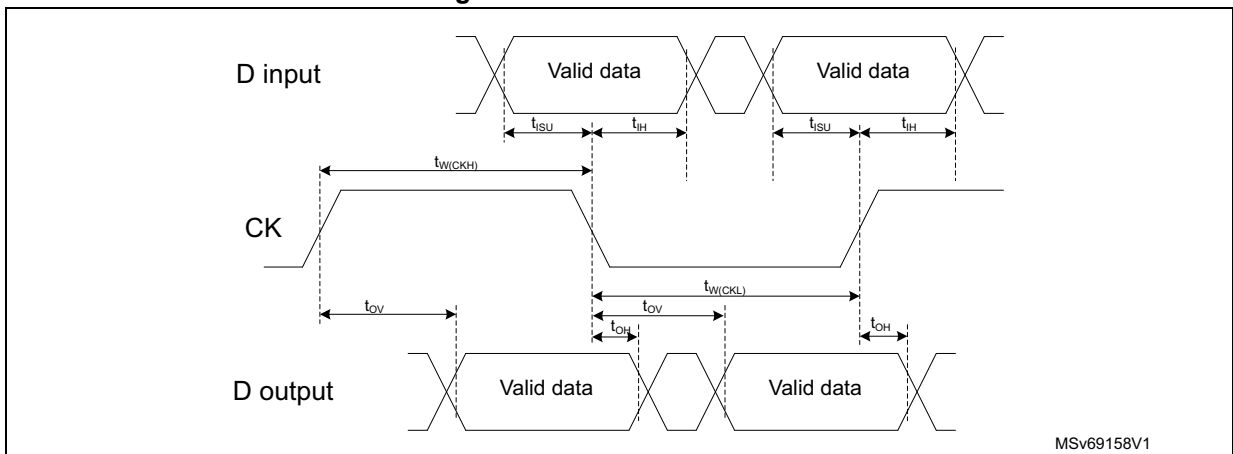 g
D input
Valid data
Valid data
tISU
tIH
tISU
tIH
tW(CKH)
CK
tW(CKL)
tOV
tOV
tOH
tOH
D output
Valid data
Valid data
MSv69158V1